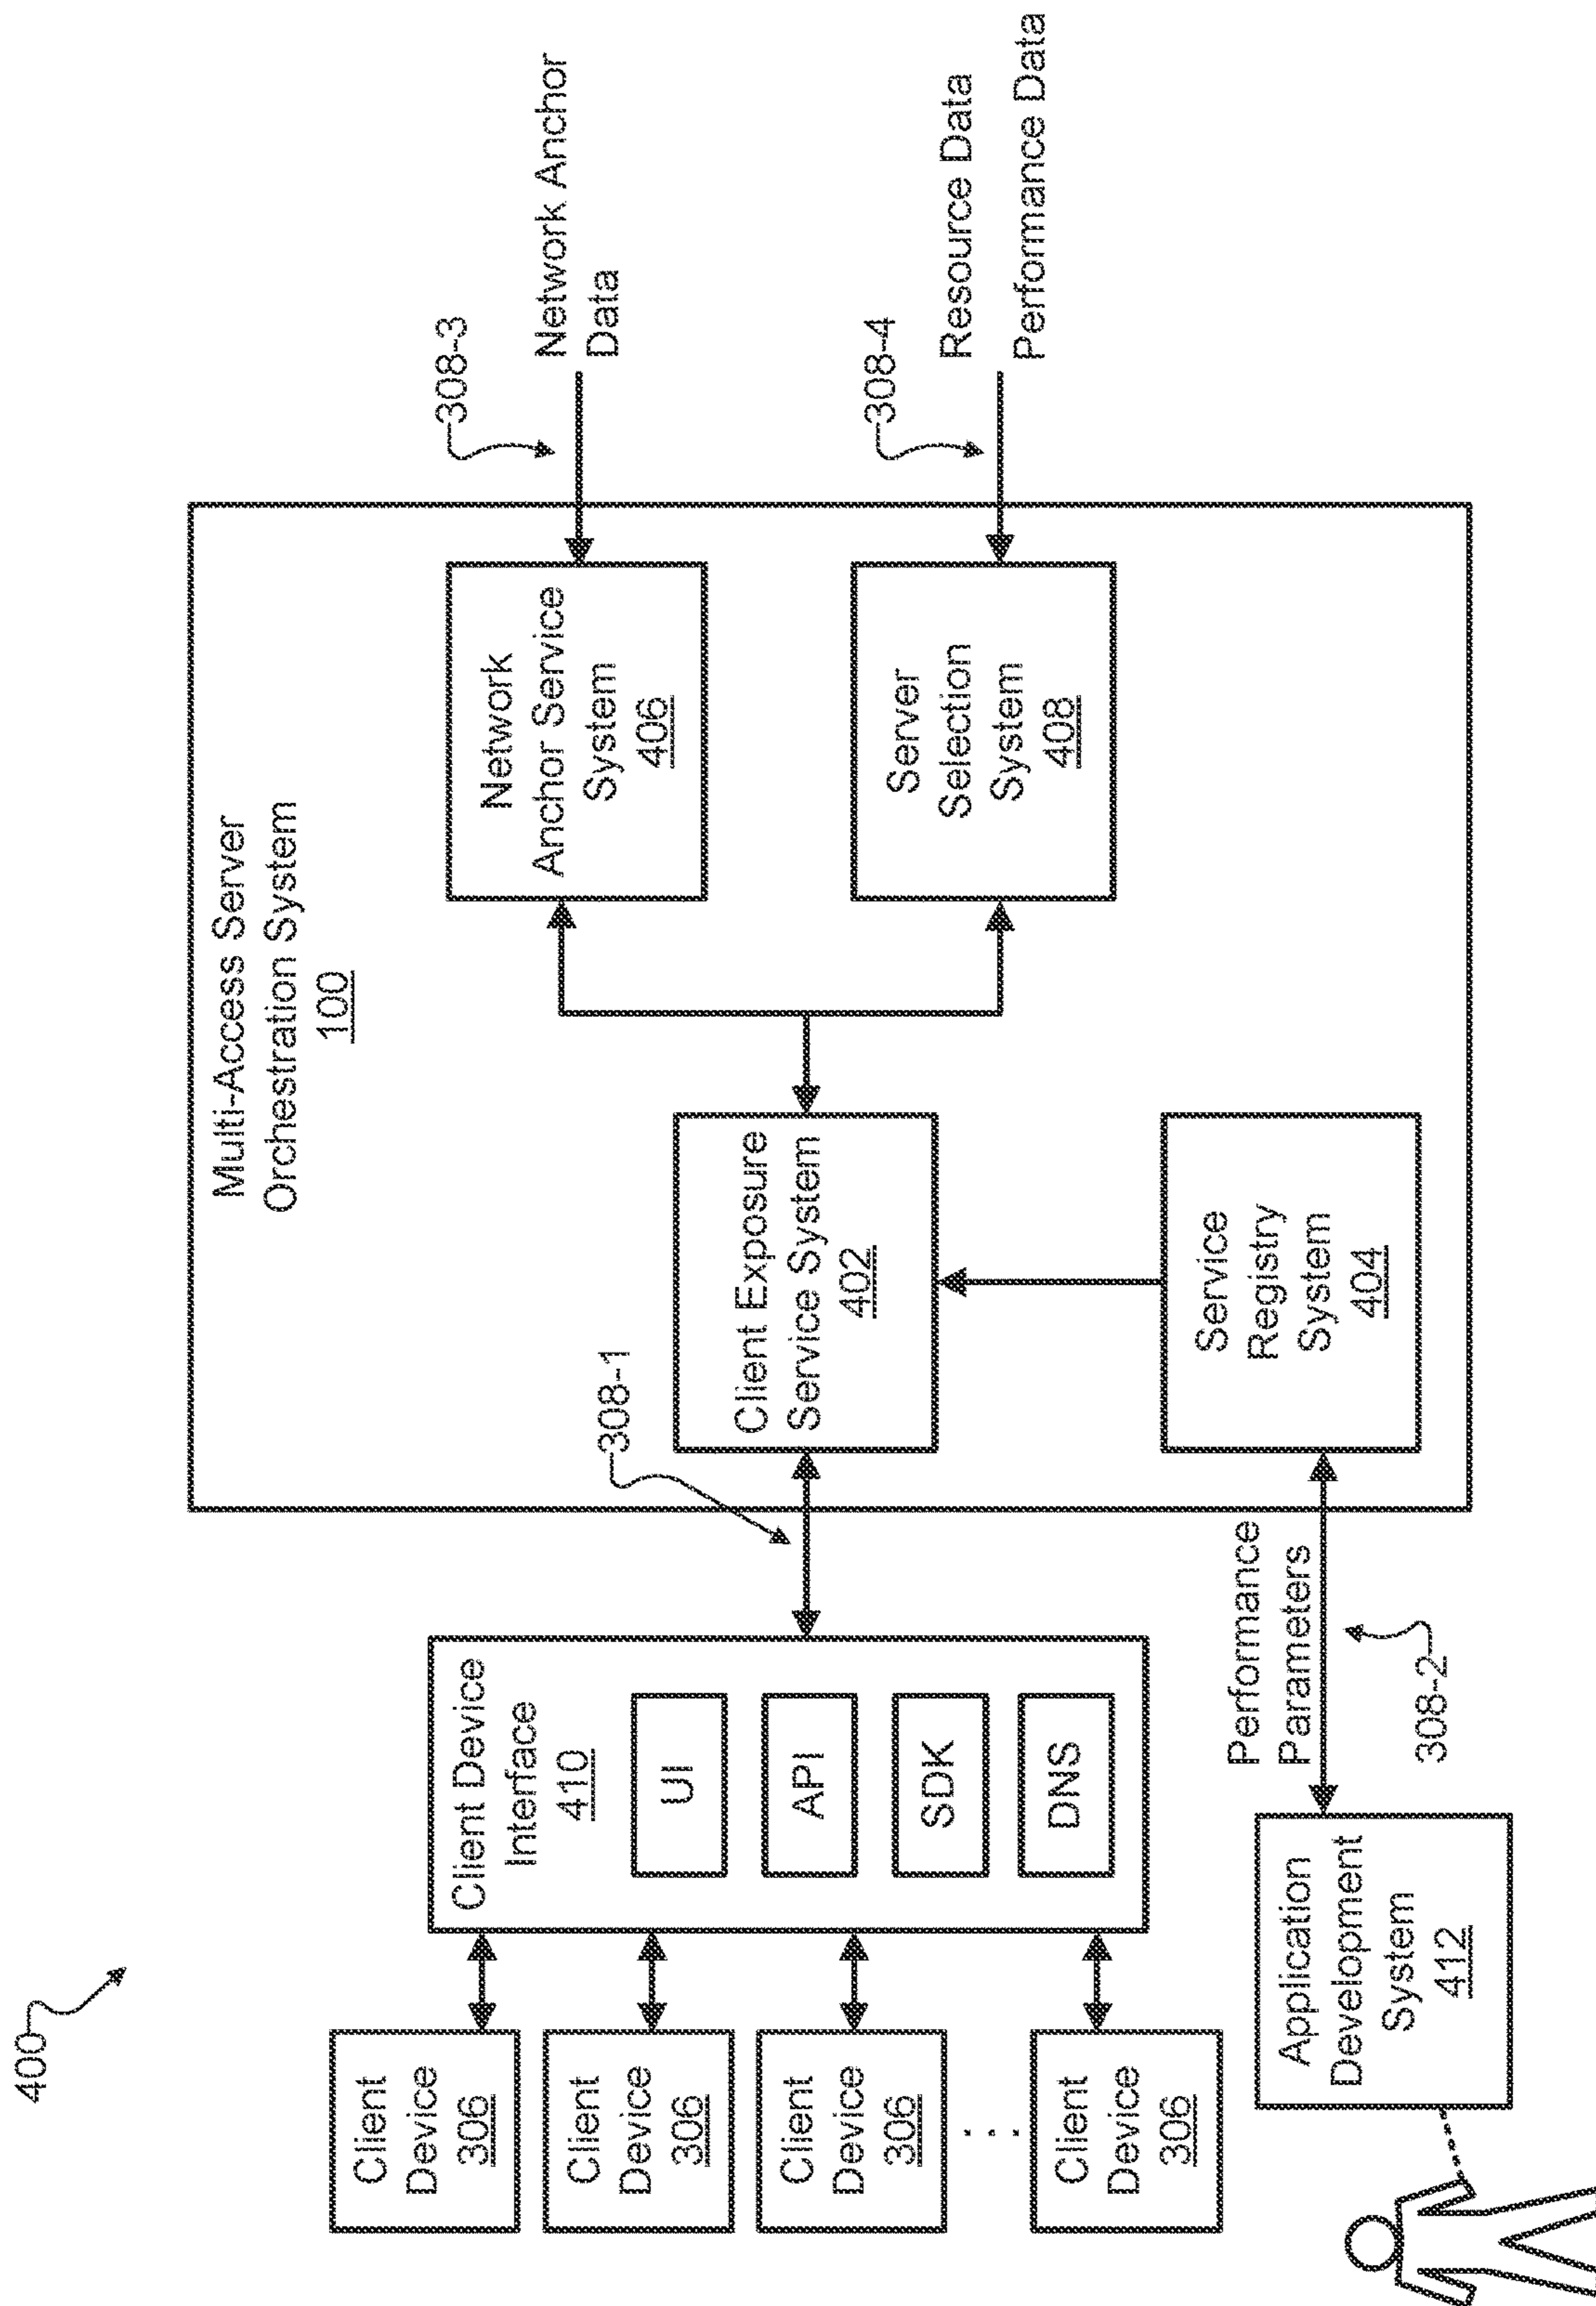 400
Multi-Access Server
Orchestration System
100
308-3
Network Anchor
Data
Network
Anchor Service
System
406
308-4
Resource Data
Performance Data
Server
Selection
System
408
Client Exposure
Service System
402
Service
Registry
System
404
308-1
Client Device
Interface
410
UI
API
SDK
DNS
Client
Device
306
Client
Device
306
Client
Device
306
. . .
Client
Device
306
Performance
Parameters
308-2
Application
Development
System
412